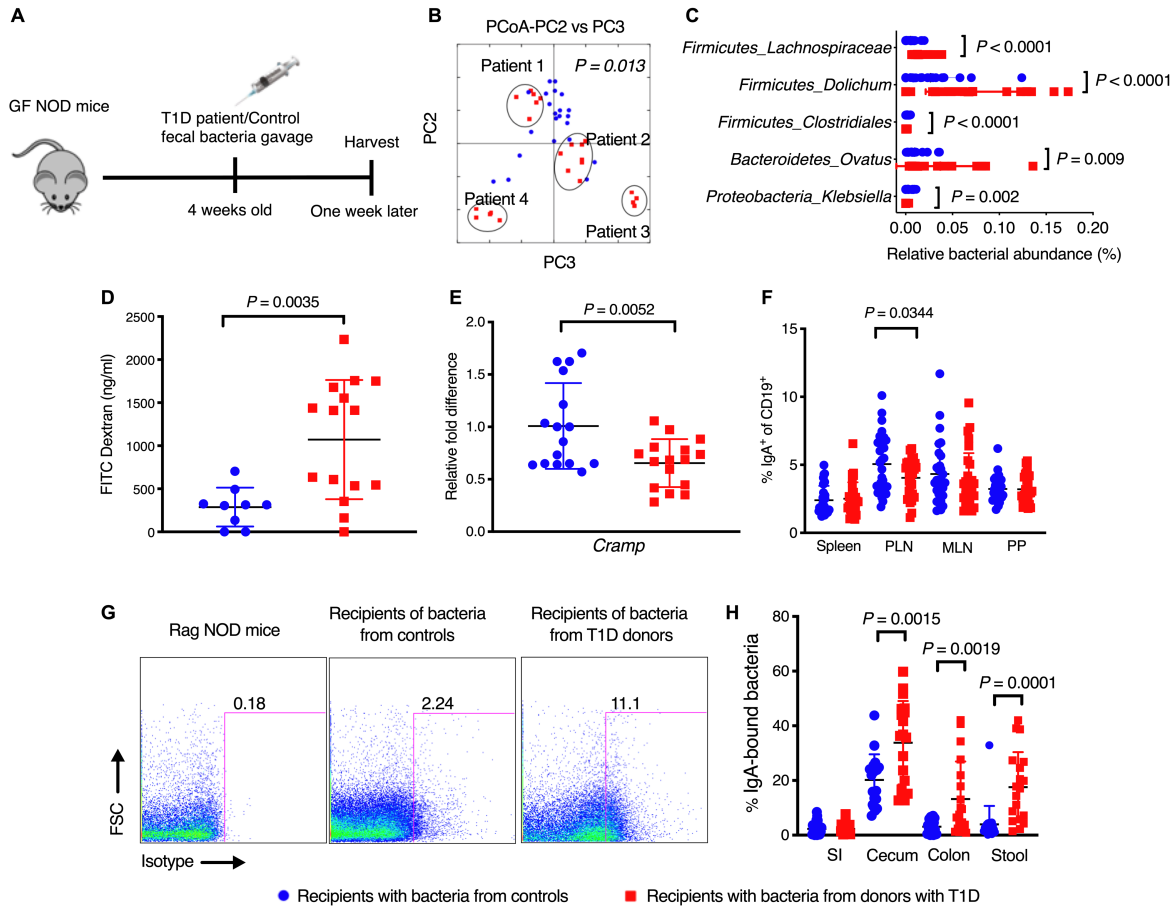 A
GF NOD mice
T1D patient/Control
fecal bacteria gavage
Harvest
4 weeks old
One week later
B
PCoA-PC2 vs PC3
Patient 1
P = 0.013
PC2
Patient 2
Patient 4
Patient 3
PC3
C
Firmicutes_Lachnospiraceae
P < 0.0001
Firmicutes_Dolichum
P < 0.0001
Firmicutes_Clostridiales
P < 0.0001
Bacteroidetes_Ovatus
P = 0.009
Proteobacteria_Klebsiella
P = 0.002
0.00 0.05 0.10 0.15 0.20
Relative bacterial abundance (%)
D
P = 0.0035
FITC Dextran (ng/ml)
2500
2000
1500
1000
500
0
E
P = 0.0052
Relative fold difference
2.0
1.5
1.0
0.5
0.0
Cramp
F
P = 0.0344
% IgA+ of CD19+
15
10
5
0
Spleen PLN MLN PP
G
Rag NOD mice
Recipients of bacteria
from controls
Recipients of bacteria
from T1D donors
0.18
2.24
11.1
FSC
Isotype
H
% IgA-bound bacteria
80
60
40
20
0
P = 0.0015
P = 0.0019
P = 0.0001
SI Cecum Colon Stool
Recipients with bacteria from controls
Recipients with bacteria from donors with T1D